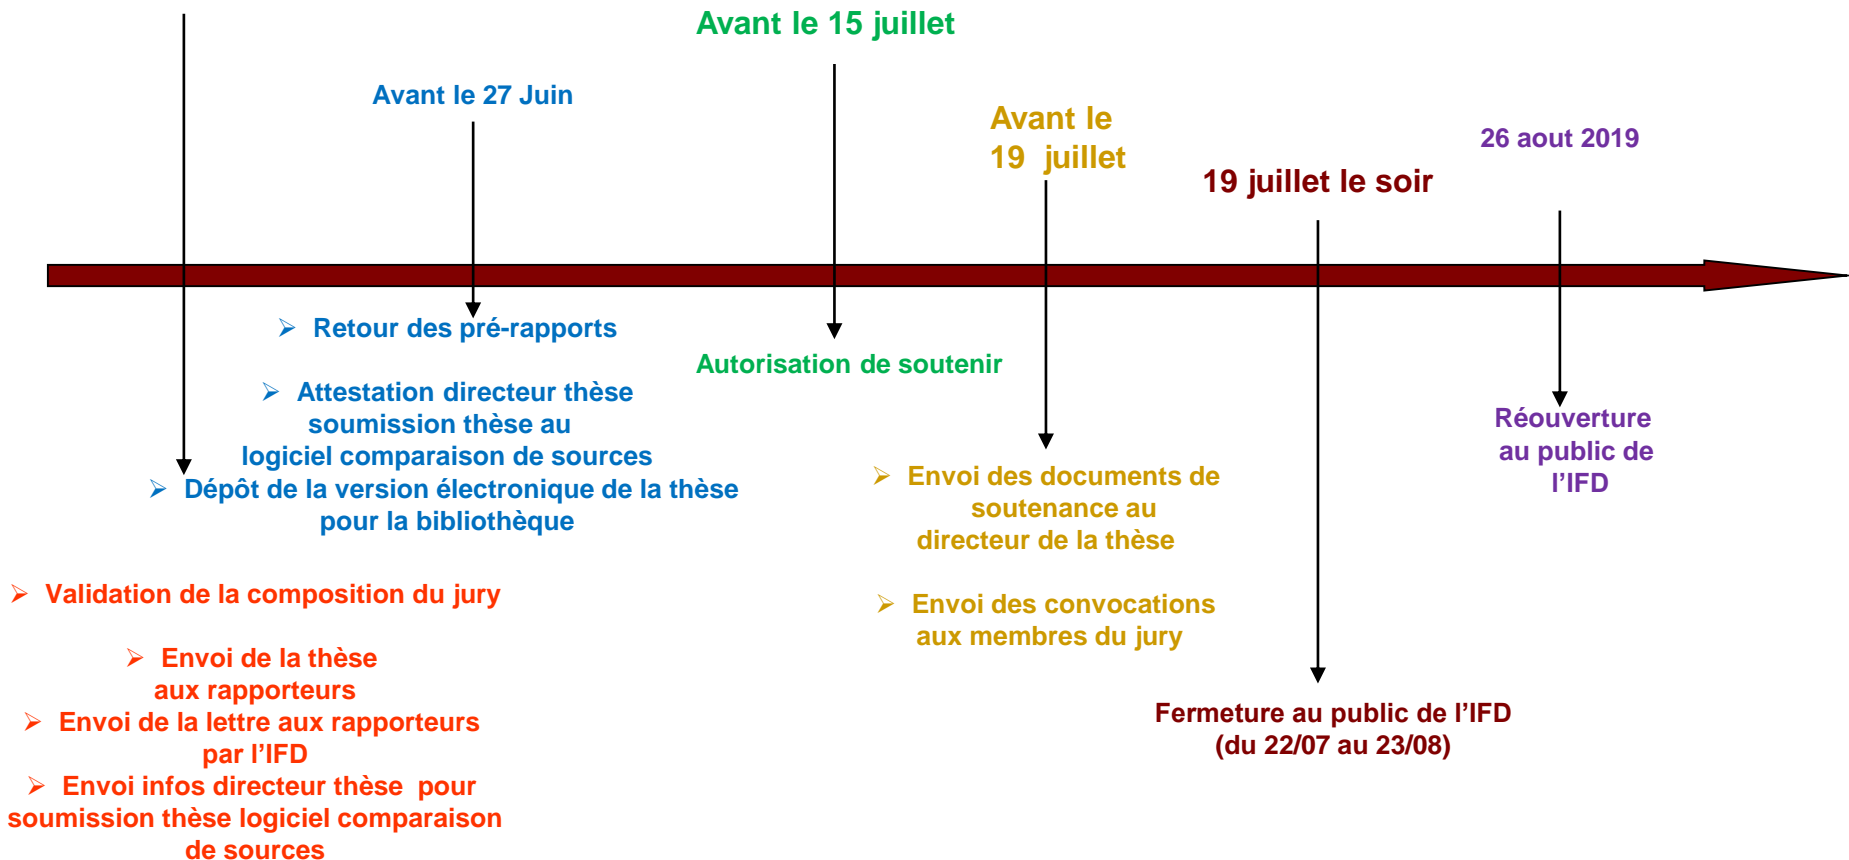 Avant le 15 juillet
Avant le 27 Juin
Avant le
19 juillet
26 aout 2019
19 juillet le soir
➢ Retour des pré-rapports
➢ Attestation directeur thèse
soumission thèse au
logiciel comparaison de sources
➢ Dépôt de la version électronique de la thèse
pour la bibliothèque
Autorisation de soutenir
➢ Envoi des documents de
soutenance au
directeur de la thèse
➢ Envoi des convocations
aux membres du jury
Réouverture
au public de
l’IFD
➢ Validation de la composition du jury
➢ Envoi de la thèse
aux rapporteurs
➢ Envoi de la lettre aux rapporteurs
par l’IFD
➢ Envoi infos directeur thèse pour
soumission thèse logiciel comparaison
de sources
Fermeture au public de l’IFD
(du 22/07 au 23/08)